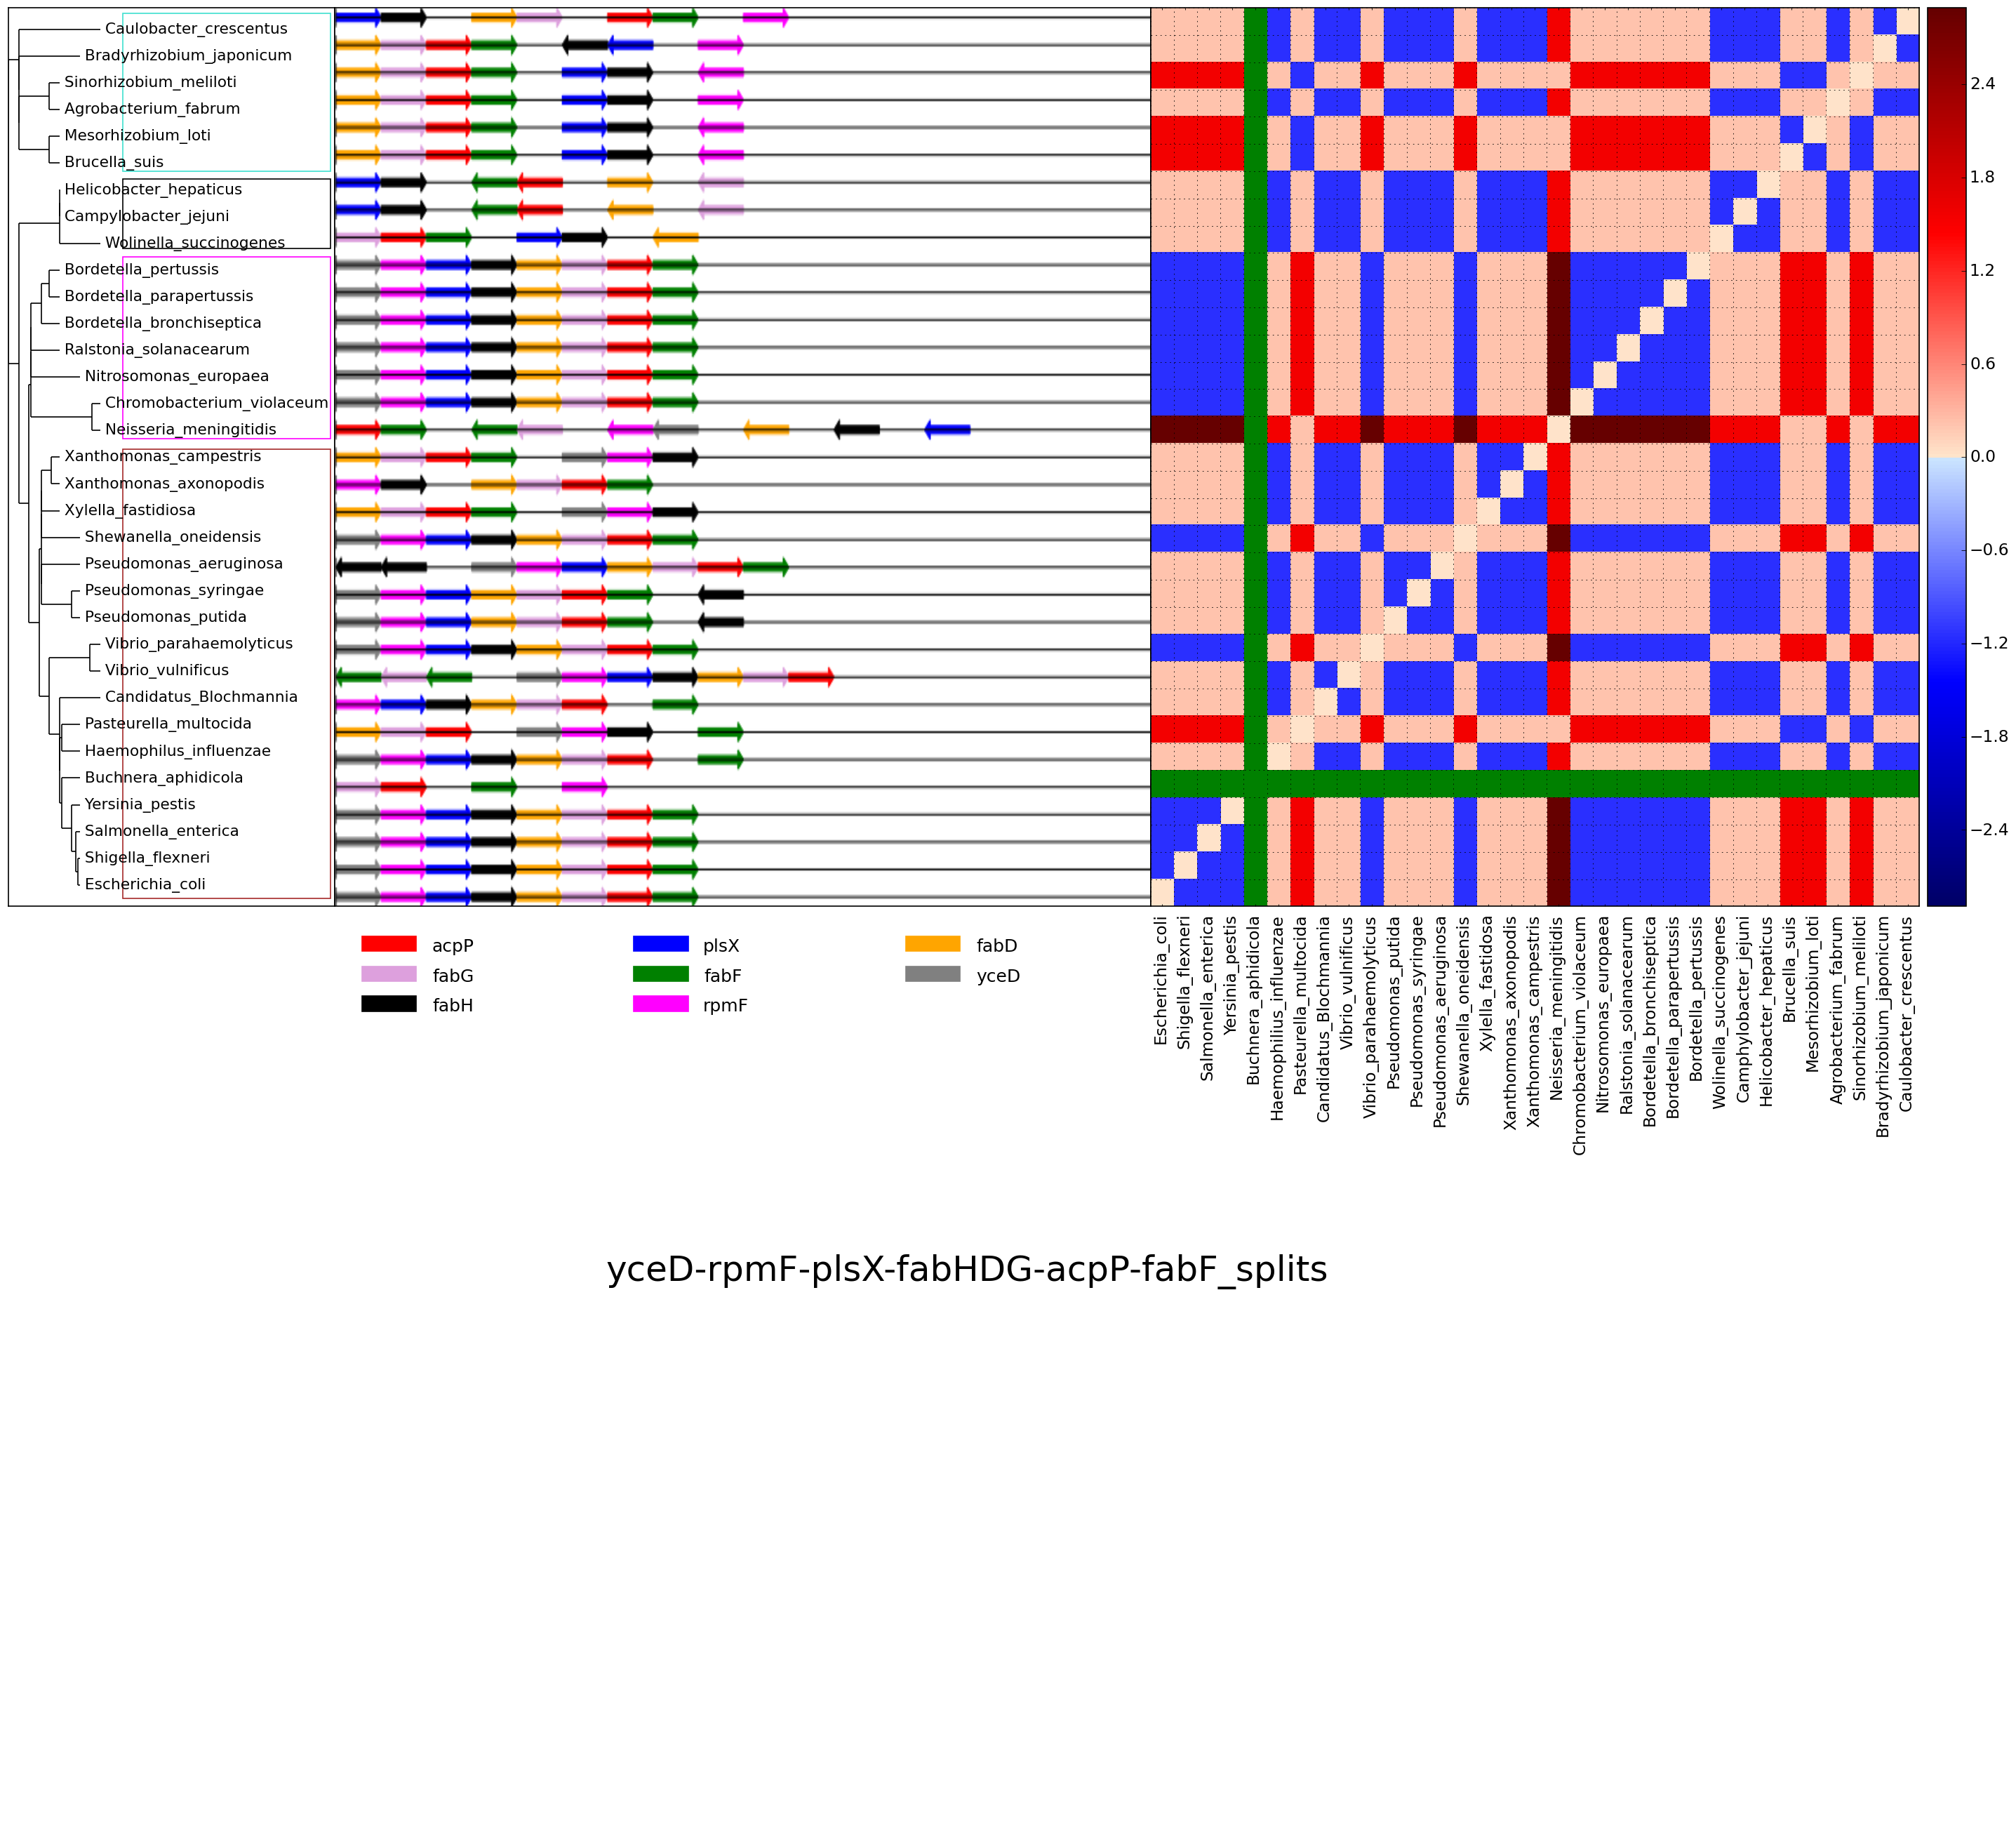 Caulobacter_crescentus
Bradyrhizobium_japonicum
Sinorhizobium_meliloti
Agrobacterium_fabrum
Mesorhizobium_loti
Brucella_suis
Helicobacter_hepaticus
Campylobacter_jejuni
Wolinella_succinogenes
Bordetella_pertussis
Bordetella_parapertussis
Bordetella_bronchiseptica
Ralstonia_solanacearum
Nitrosomonas_europaea
Chromobacterium_violaceum
Neisseria_meningitidis
Xanthomonas_campestris
Xanthomonas_axonopodis
Xylella_fastidiosa
Shewanella_oneidensis
Pseudomonas_aeruginosa
Pseudomonas_syringae
Pseudomonas_putida
Vibrio_parahaemolyticus
Vibrio_vulnificus
Candidatus_Blochmannia
Pasteurella_multocida
Haemophilus_influenzae
Buchnera_aphidicola
Yersinia_pestis
Salmonella_enterica
Shigella_flexneri
Escherichia_coli
2.4
1.8
1.2
0.6
0.0
−0.6
−1.2
−1.8
−2.4
Escherichia_coli
Shigella_flexneri
Salmonella_enterica
Yersinia_pestis
Buchnera_aphidicola
Haemophilius_influenzae
Pasteurella_multocida
Candidatus_Blochmannia
Vibrio_vulnificus
Vibrio_parahaemolyticus
Pseudomonas_putida
Pseudomonas_syringae
Pseudomonas_aeruginosa
Shewanella_oneidensis
Xylella_fastidosa
Xanthomonas_axonopodis
Xanthomonas_campestris
Neisseria_meningitidis
Chromobacterium_violaceum
Nitrosomonas_europaea
Ralstonia_solanacearum
Bordetella_bronchiseptica
Bordetella_parapertussis
Bordetella_pertussis
Wolinella_succinogenes
Camphylobacter_jejuni
Helicobacter_hepaticus
Brucella_suis
Mesorhizobium_loti
Agrobacterium_fabrum
Sinorhizobium_meliloti
Bradyrhizobium_japonicum
Caulobacter_crescentus
acpP plsX fabD
fabG fabF yceD
fabH rpmF
yceD-rpmF-plsX-fabHDG-acpP-fabF_splits